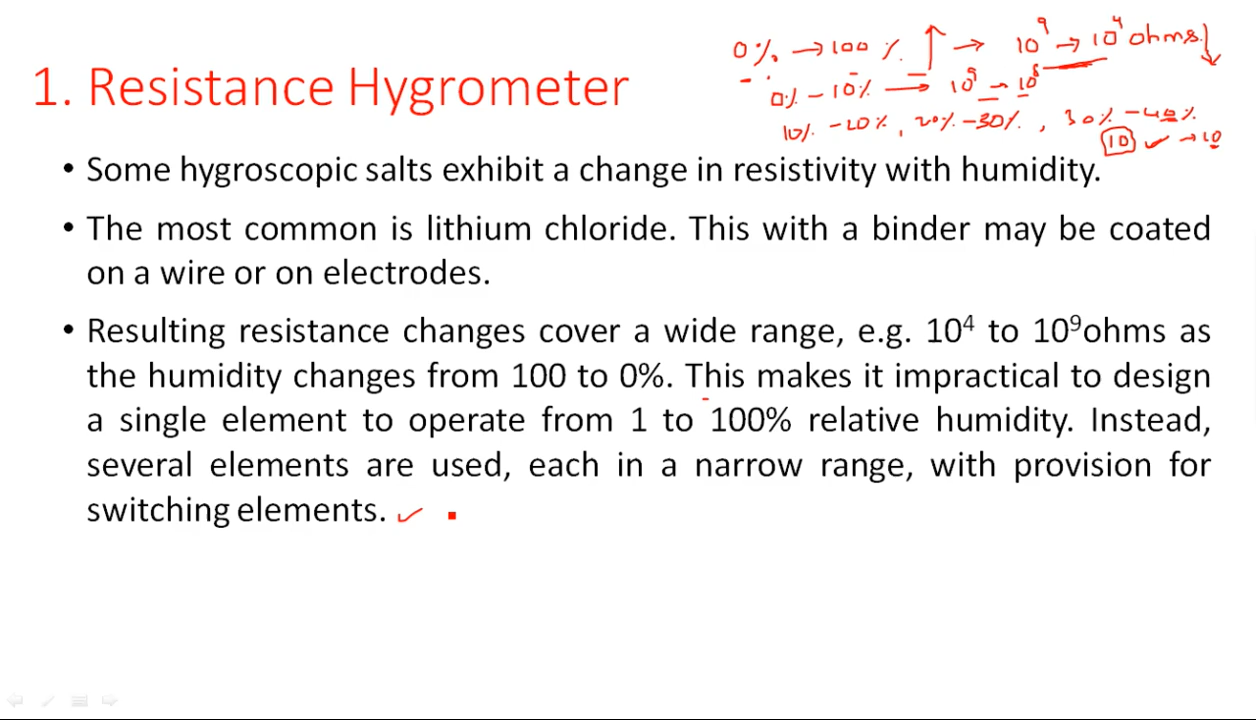 0% → 100 % ↑ → 10⁹ → 10⁴ ohms ↓
0% - 10% → 10⁹ - 10⁸
10% - 20%, 20% - 30%, 30% - 40%
10 ✓ → 10
1. Resistance Hygrometer
• Some hygroscopic salts exhibit a change in resistivity with humidity.
• The most common is lithium chloride. This with a binder may be coated
on a wire or on electrodes.
• Resulting resistance changes cover a wide range, e.g. 10⁴ to 10⁹ohms as
the humidity changes from 100 to 0%. This makes it impractical to design
a single element to operate from 1 to 100% relative humidity. Instead,
several elements are used, each in a narrow range, with provision for
switching elements. ✓